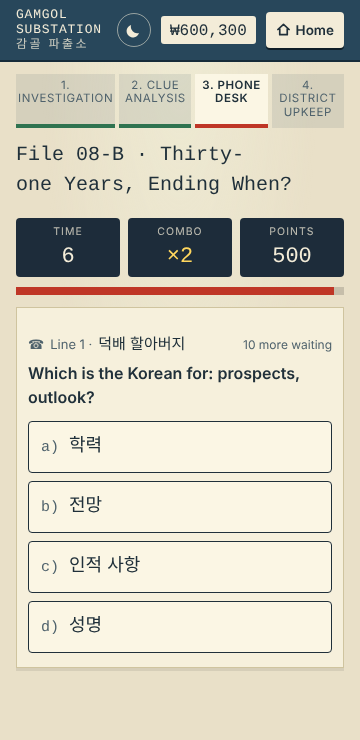 GAMGOL
SUBSTATION
감골 파출소
₩600,300
Home
1.
INVESTIGATION
2. CLUE
ANALYSIS
3. PHONE
DESK
4.
DISTRICT
UPKEEP
File 08-B · Thirty-
one Years, Ending When?
TIME
6
COMBO
×2
POINTS
500
☎ Line 1 · 덕배 할아버지
10 more waiting
Which is the Korean for: prospects,
outlook?
a) 학력
b) 전망
c) 인적 사항
d) 성명